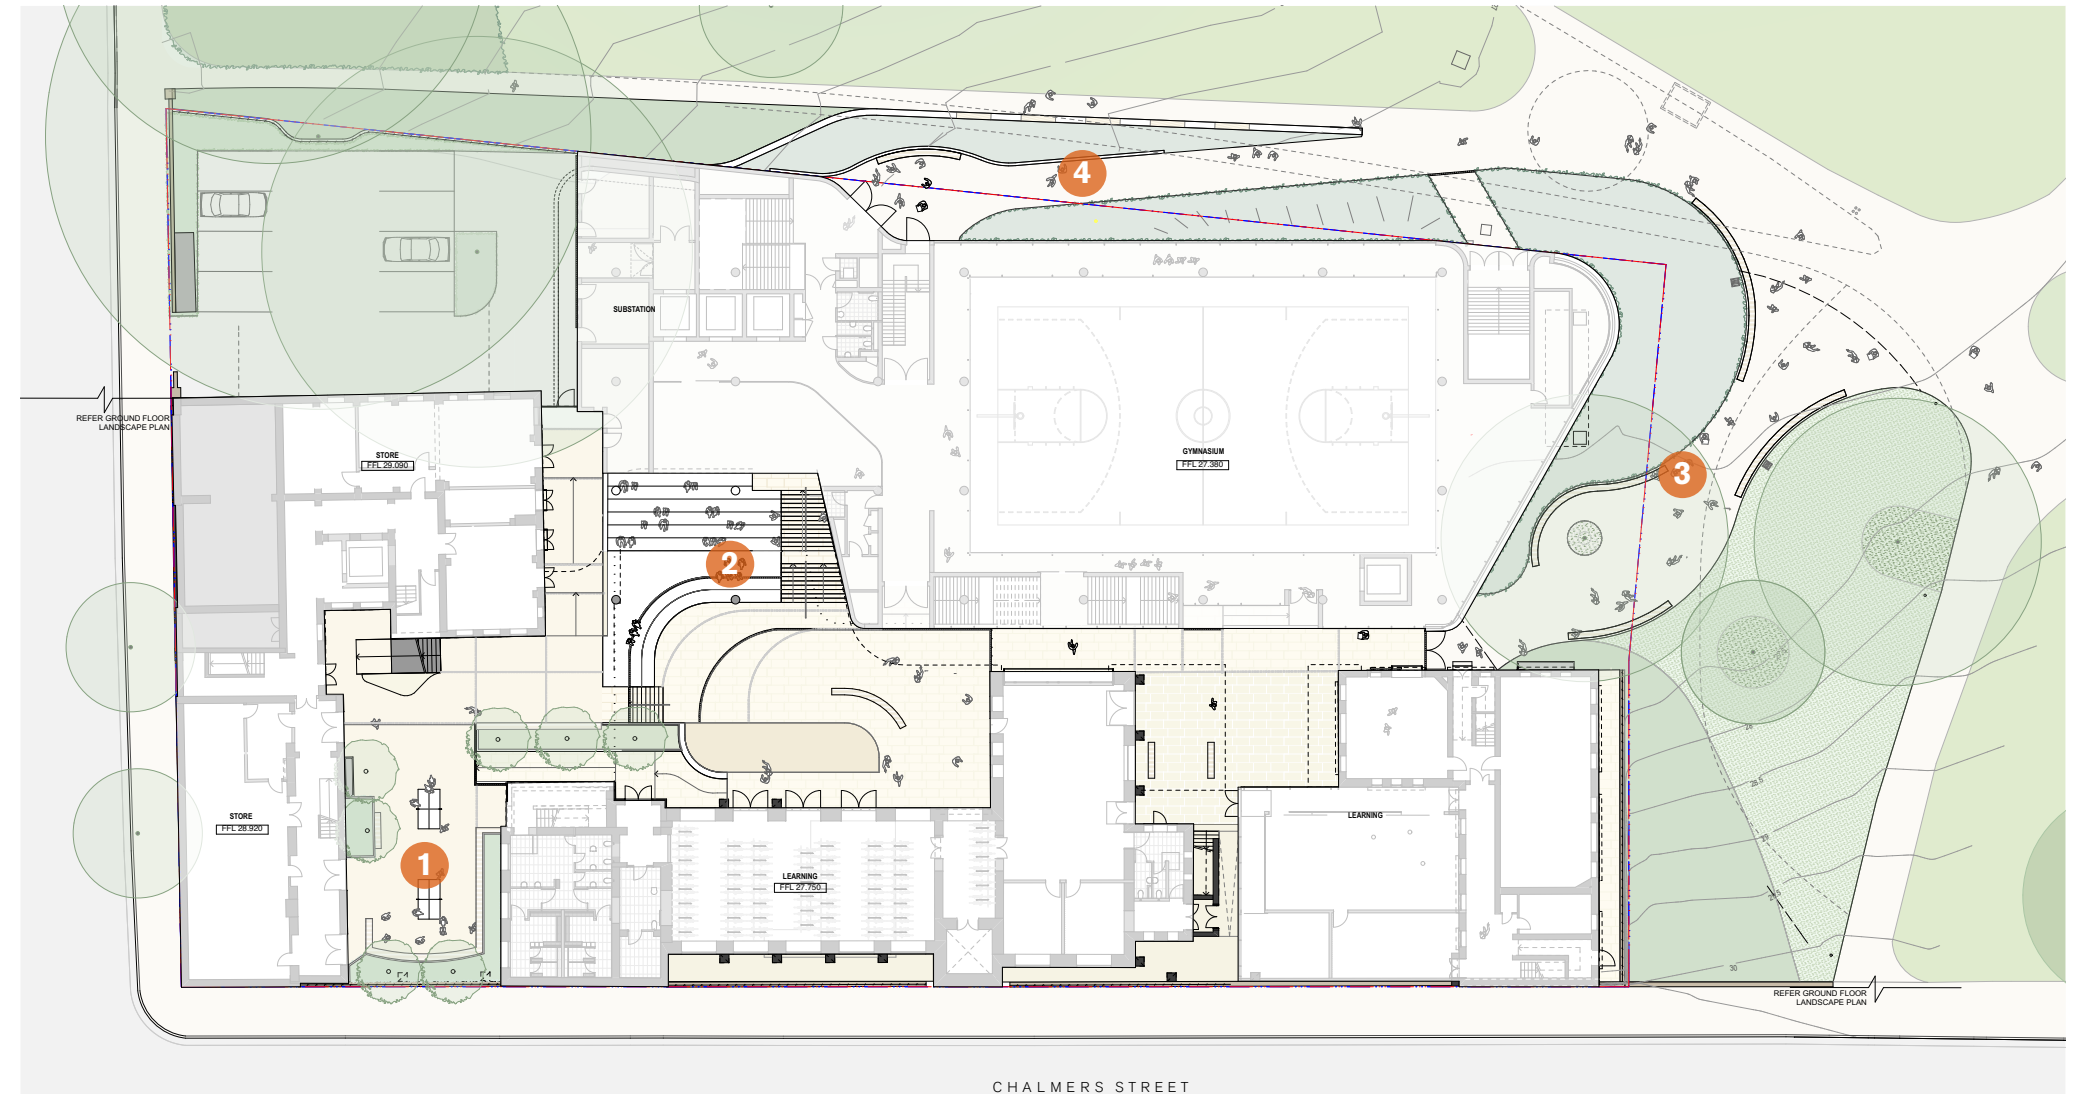 4
SUBSTATION
REFER GROUND FLOOR
LANDSCAPE PLAN
STORE
FFL 29.090
GYMNASIUM
FFL 27.380
3
2
STORE
FFL 28.920
1
LEARNING
FFL 27.750
LEARNING
30
REFER GROUND FLOOR
LANDSCAPE PLAN
CHALMERS STREET